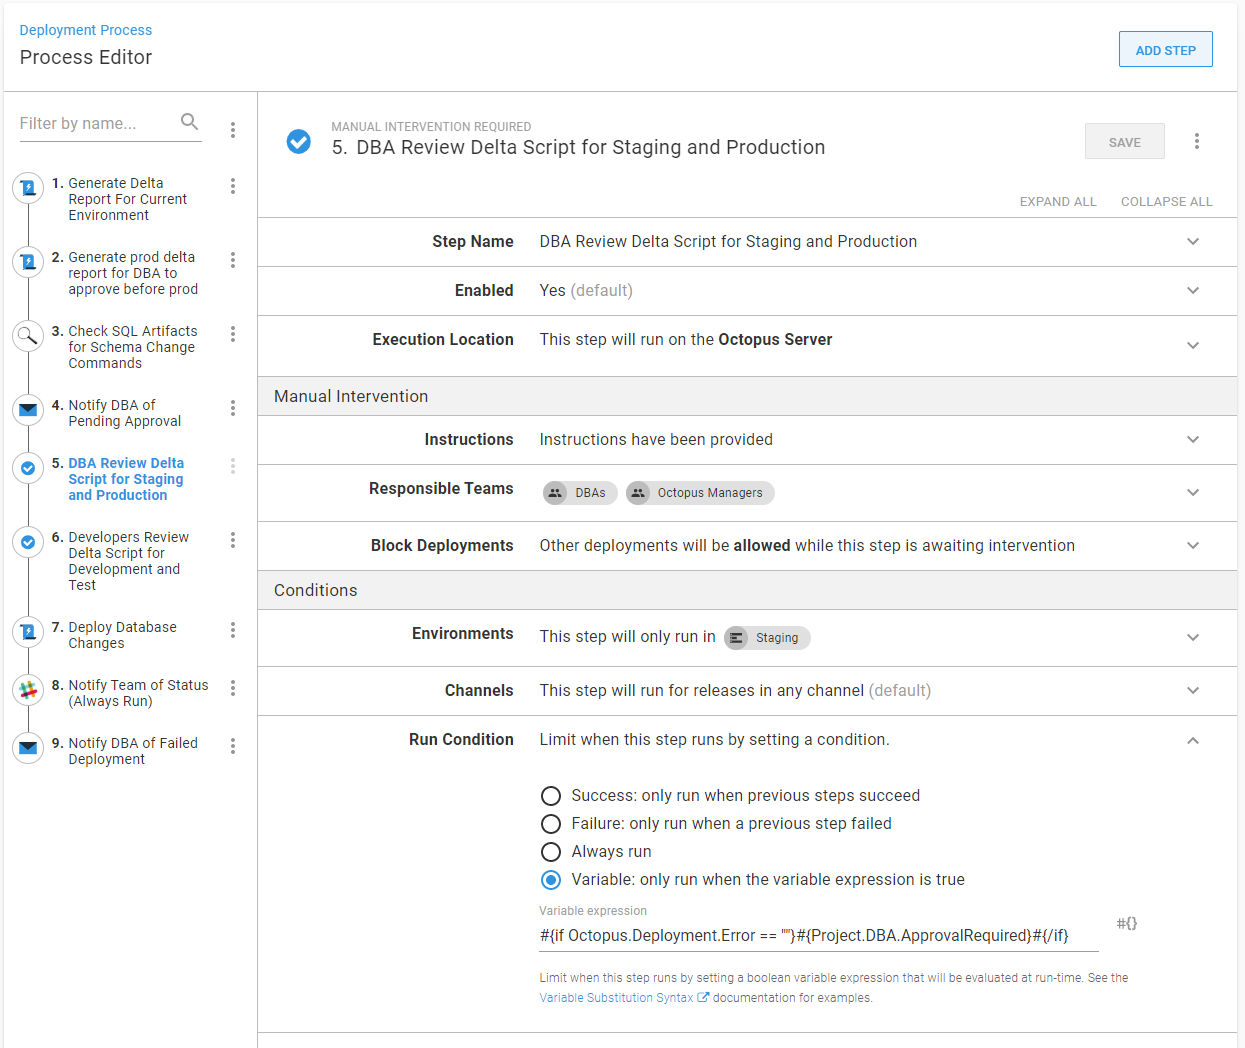 Deployment Process
Process Editor
ADD STEP
Filter by name...
1. Generate Delta
Report For Current
Environment
2. Generate prod delta
report for DBA to
approve before prod
3. Check SQL Artifacts
for Schema Change
Commands
4. Notify DBA of
Pending Approval
5. DBA Review Delta
Script for Staging
and Production
6. Developers Review
Delta Script for
Development and
Test
7. Deploy Database
Changes
8. Notify Team of Status
(Always Run)
9. Notify DBA of Failed
Deployment
MANUAL INTERVENTION REQUIRED
5. DBA Review Delta Script for Staging and Production
SAVE
EXPAND ALL COLLAPSE ALL
Step Name DBA Review Delta Script for Staging and Production
Enabled Yes (default)
Execution Location This step will run on the Octopus Server
Manual Intervention
Instructions Instructions have been provided
Responsible Teams DBAs Octopus Managers
Block Deployments Other deployments will be allowed while this step is awaiting intervention
Conditions
Environments This step will only run in Staging
Channels This step will run for releases in any channel (default)
Run Condition Limit when this step runs by setting a condition.
Success: only run when previous steps succeed
Failure: only run when a previous step failed
Always run
Variable: only run when the variable expression is true
Variable expression
#{if Octopus.Deployment.Error == ""}#{Project.DBA.ApprovalRequired}#{/if}
#{}
Limit when this step runs by setting a boolean variable expression that will be evaluated at run-time. See the
Variable Substitution Syntax documentation for examples.